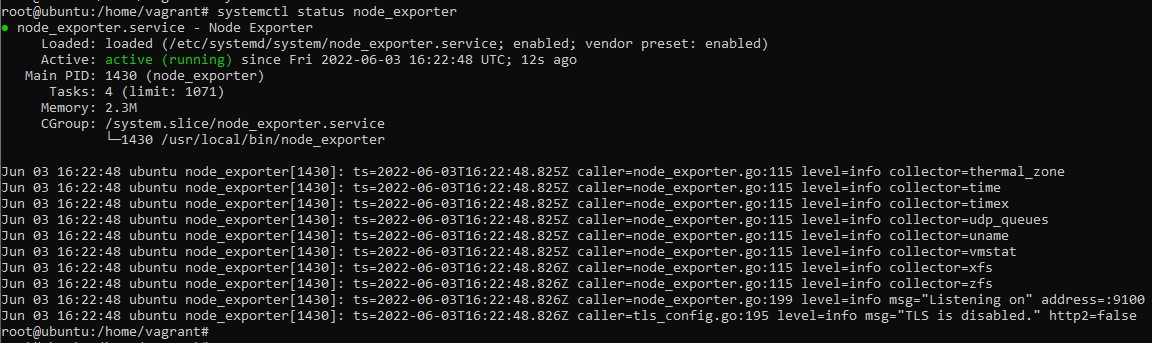 root@ubuntu:/home/vagrant# systemctl status node_exporter
● node_exporter.service - Node Exporter
Loaded: loaded (/etc/systemd/system/node_exporter.service; enabled; vendor preset: enabled)
Active: active (running) since Fri 2022-06-03 16:22:48 UTC; 12s ago
Main PID: 1430 (node_exporter)
Tasks: 4 (limit: 1071)
Memory: 2.3M
CGroup: /system.slice/node_exporter.service
└─1430 /usr/local/bin/node_exporter
Jun 03 16:22:48 ubuntu node_exporter[1430]: ts=2022-06-03T16:22:48.825Z caller=node_exporter.go:115 level=info collector=thermal_zone
Jun 03 16:22:48 ubuntu node_exporter[1430]: ts=2022-06-03T16:22:48.825Z caller=node_exporter.go:115 level=info collector=time
Jun 03 16:22:48 ubuntu node_exporter[1430]: ts=2022-06-03T16:22:48.825Z caller=node_exporter.go:115 level=info collector=timex
Jun 03 16:22:48 ubuntu node_exporter[1430]: ts=2022-06-03T16:22:48.825Z caller=node_exporter.go:115 level=info collector=udp_queues
Jun 03 16:22:48 ubuntu node_exporter[1430]: ts=2022-06-03T16:22:48.825Z caller=node_exporter.go:115 level=info collector=uname
Jun 03 16:22:48 ubuntu node_exporter[1430]: ts=2022-06-03T16:22:48.825Z caller=node_exporter.go:115 level=info collector=vmstat
Jun 03 16:22:48 ubuntu node_exporter[1430]: ts=2022-06-03T16:22:48.826Z caller=node_exporter.go:115 level=info collector=xfs
Jun 03 16:22:48 ubuntu node_exporter[1430]: ts=2022-06-03T16:22:48.826Z caller=node_exporter.go:115 level=info collector=zfs
Jun 03 16:22:48 ubuntu node_exporter[1430]: ts=2022-06-03T16:22:48.826Z caller=node_exporter.go:199 level=info msg="Listening on" address=:9100
Jun 03 16:22:48 ubuntu node_exporter[1430]: ts=2022-06-03T16:22:48.826Z caller=tls_config.go:195 level=info msg="TLS is disabled." http2=false
root@ubuntu:/home/vagrant#